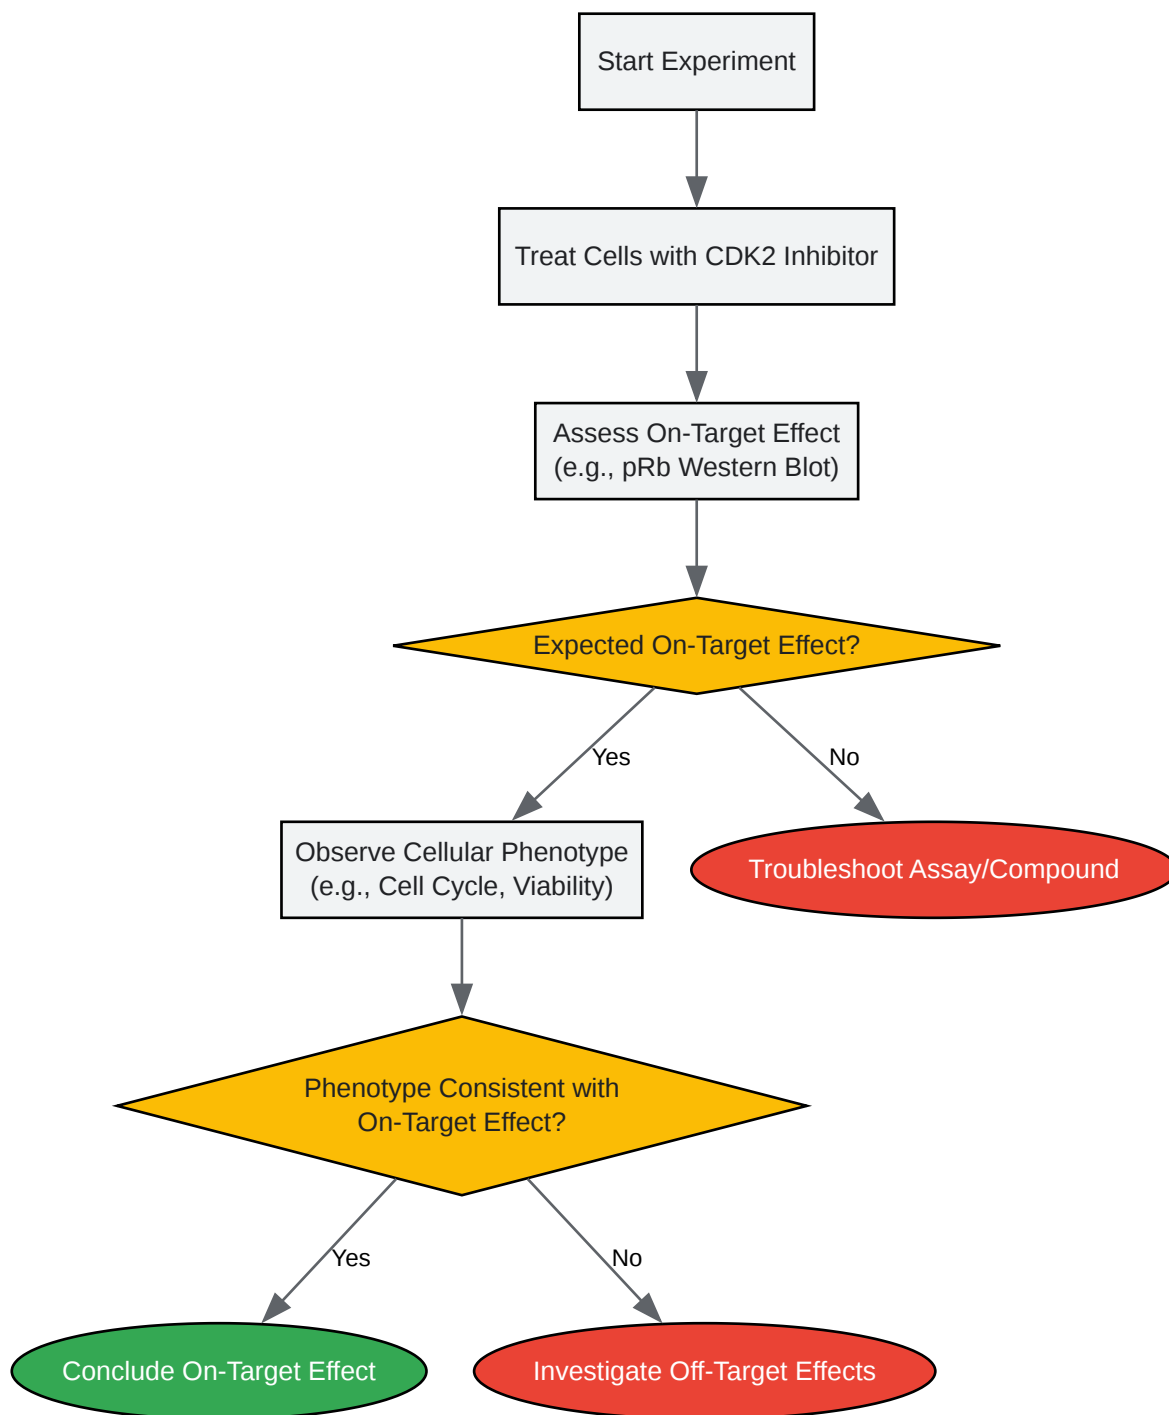 Start Experiment
Treat Cells with CDK2 Inhibitor
Assess On-Target Effect
(e.g., pRb Western Blot)
Expected On-Target Effect?
Yes
No
Observe Cellular Phenotype
(e.g., Cell Cycle, Viability)
Troubleshoot Assay/Compound
Phenotype Consistent with
On-Target Effect?
Yes
No
Conclude On-Target Effect
Investigate Off-Target Effects